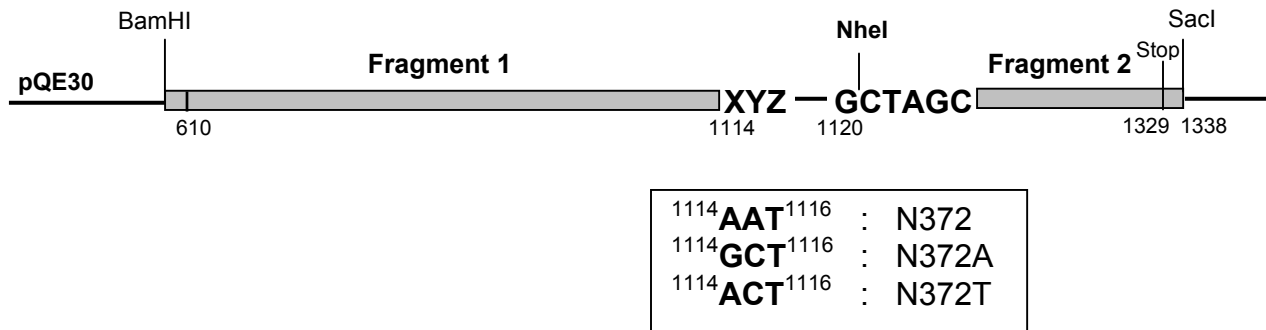 BamHI NheI SacI
pQE30 Fragment 1 Fragment 2 Stop
XYZ GCTAGC
610 1114 1120 1329 1338
1114AAT1116 : N372
1114GCT1116 : N372A
1114ACT1116 : N372T